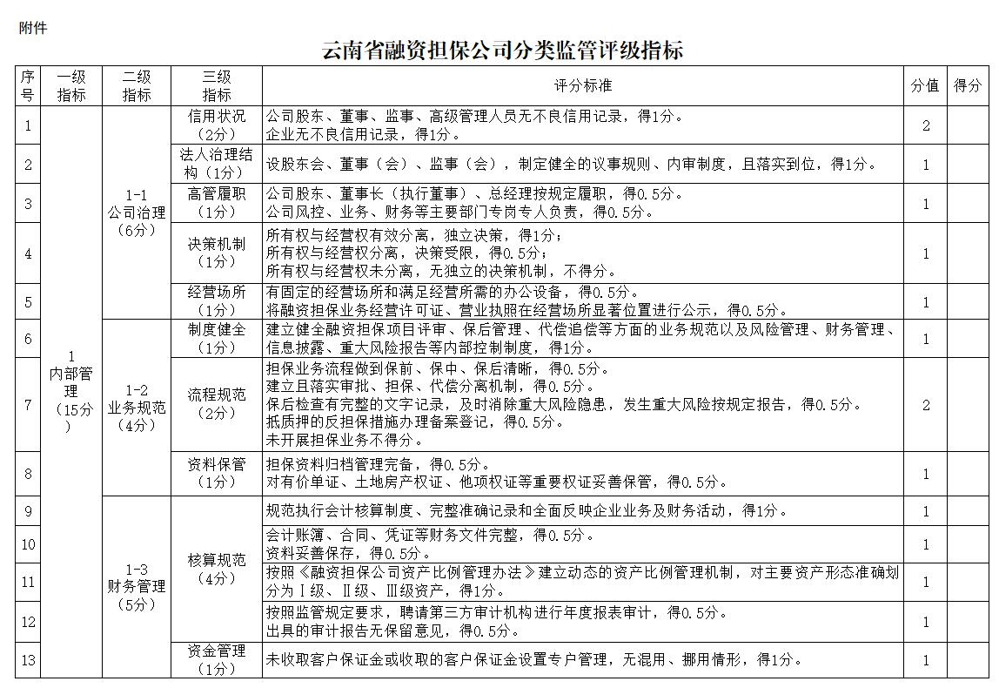 附件
云南省融资担保公司分类监管评级指标
序号 一级指标 二级指标 三级指标 评分标准 分值 得分
1
内部管理
（15分）
1-1
公司治理
（6分）
1
信用状况
（2分）
公司股东、董事、监事、高级管理人员无不良信用记录，得1分。
企业无不良信用记录，得1分。
2
2
法人治理结
构（1分）
设股东会、董事（会）、监事（会），制定健全的议事规则、内审制度，且落实到位，得1分。
1
3
高管履职
（1分）
公司股东、董事长（执行董事）、总经理按规定履职，得0.5分。
公司风控、业务、财务等主要部门专岗专人负责，得0.5分。
1
4
决策机制
（1分）
所有权与经营权有效分离，独立决策，得1分；
所有权与经营权分离，决策受限，得0.5分；
所有权与经营权未分离，无独立的决策机制，不得分。
1
5
经营场所
（1分）
有固定的经营场所和满足经营所需的办公设备，得0.5分。
将融资担保业务经营许可证、营业执照在经营场所显著位置进行公示，得0.5分。
1
1-2
业务规范
（4分）
6
制度健全
（1分）
建立健全融资担保项目评审、保后管理、代偿追偿等方面的业务规范以及风险管理、财务管理、
信息披露、重大风险报告等内部控制制度，得1分。
1
7
流程规范
（2分）
担保业务流程做到保前、保中、保后清晰，得0.5分。
建立且落实审批、担保、代偿分离机制，得0.5分。
保后检查有完整的文字记录，及时消除重大风险隐患，发生重大风险按规定报告，得0.5分。
抵质押的反担保措施办理备案登记，得0.5分。
未开展担保业务不得分。
2
8
资料保管
（1分）
担保资料归档管理完备，得0.5分。
对有价单证、土地房产权证、他项权证等重要权证妥善保管，得0.5分。
1
1-3
财务管理
（5分）
核算规范
（4分）
9
规范执行会计核算制度、完整准确记录和全面反映企业业务及财务活动，得1分。
1
10
会计账簿、合同、凭证等财务文件完整，得0.5分。
资料妥善保存，得0.5分。
1
11
按照《融资担保公司资产比例管理办法》建立动态的资产比例管理机制，对主要资产形态准确划
分为Ⅰ级、Ⅱ级、Ⅲ级资产，得1分。
1
12
按照监管规定要求，聘请第三方审计机构进行年度报表审计，得0.5分。
出具的审计报告无保留意见，得0.5分。
1
13
资金管理
（1分）
未收取客户保证金或收取的客户保证金设置专户管理，无混用、挪用情形，得1分。
1